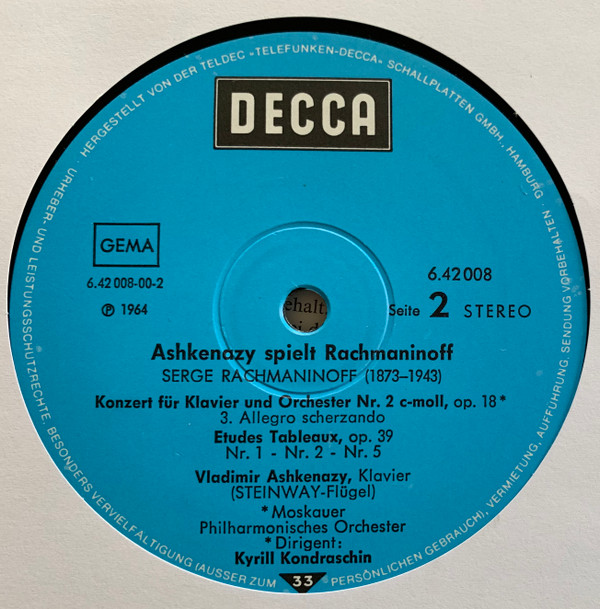 HERGESTELLT VON DER TELDEC »TELEFUNKEN-DECCA« SCHALLPLATTEN GMBH · HAMBURG ·
DECCA
GEMA
6.42 008-00-2
℗ 1964
6.42 008
Seite 2 STEREO
ehalt.
Ashkenazy spielt Rachmaninoff
SERGE RACHMANINOFF (1873–1943)
Konzert für Klavier und Orchester Nr. 2 c-moll, op. 18*
3. Allegro scherzando
Etudes Tableaux, op. 39
Nr. 1 - Nr. 2 - Nr. 5
Vladimir Ashkenazy, Klavier
(STEINWAY-Flügel)
*Moskauer
Philharmonisches Orchester
*Dirigent:
Kyrill Kondraschin
33
URHEBER- UND LEISTUNGSSCHUTZRECHTE. BESONDERS VERVIELFÄLTIGUNG (AUSSER ZUM PERSÖNLICHEN GEBRAUCH), VERMIETUNG, AUFFÜHRUNG, SENDUNG VORBEHALTEN